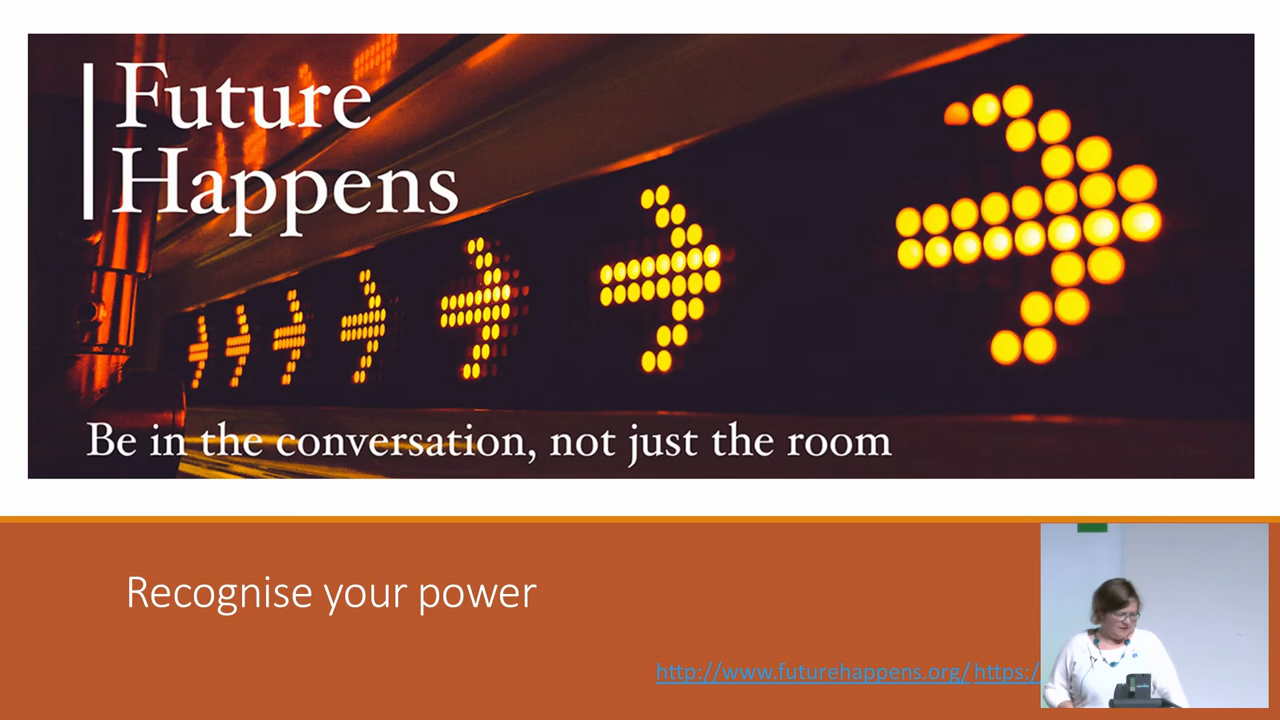 Future
Happens
Be in the conversation, not just the room
Recognise your power
http://www.futurehappens.org/ https:/